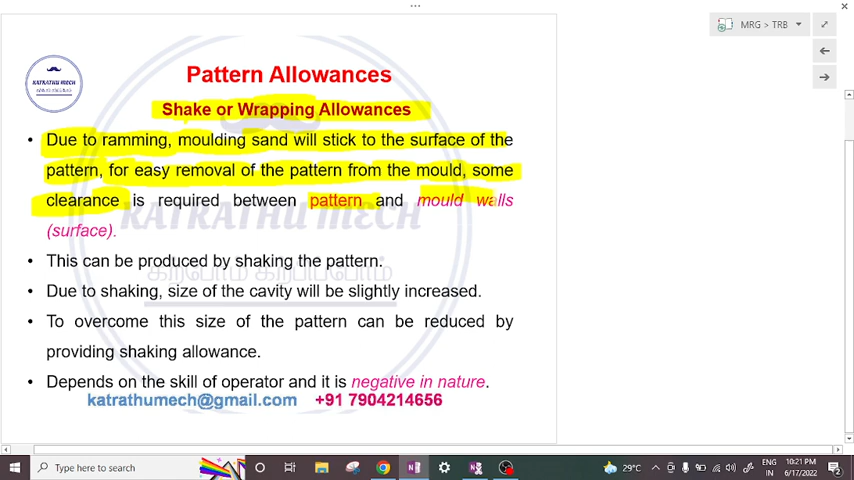 MRG > TRB
KATRATHU MECH
Pattern Allowances
Shake or Wrapping Allowances
• Due to ramming, moulding sand will stick to the surface of the
pattern, for easy removal of the pattern from the mould, some
clearance is required between pattern and mould walls
(surface).
KATRATHU MECH
• This can be produced by shaking the pattern.
• Due to shaking, size of the cavity will be slightly increased.
• To overcome this size of the pattern can be reduced by
providing shaking allowance.
• Depends on the skill of operator and it is negative in nature.
katrathumech@gmail.com +91 7904214656
Type here to search
29°C
ENG
IN
10:21 PM
6/17/2022
2